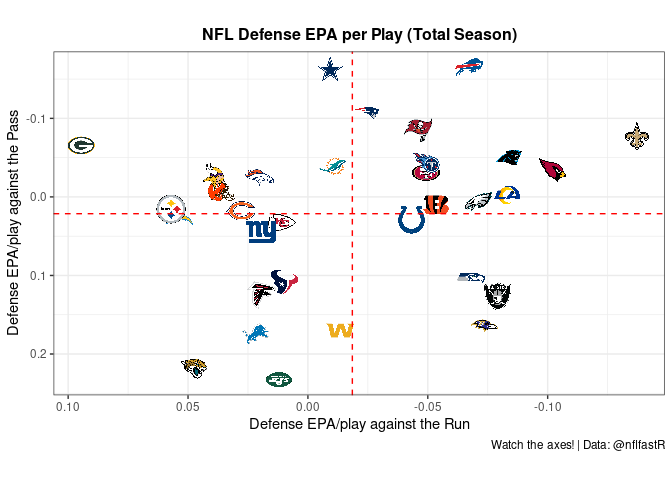 NFL Defense EPA per Play (Total Season)
Defense EPA/play against the Pass
-0.1
0.0
0.1
0.2
0.10
0.05
0.00
-0.05
-0.10
Defense EPA/play against the Run
Watch the axes! | Data: @nflfastR
ny
W